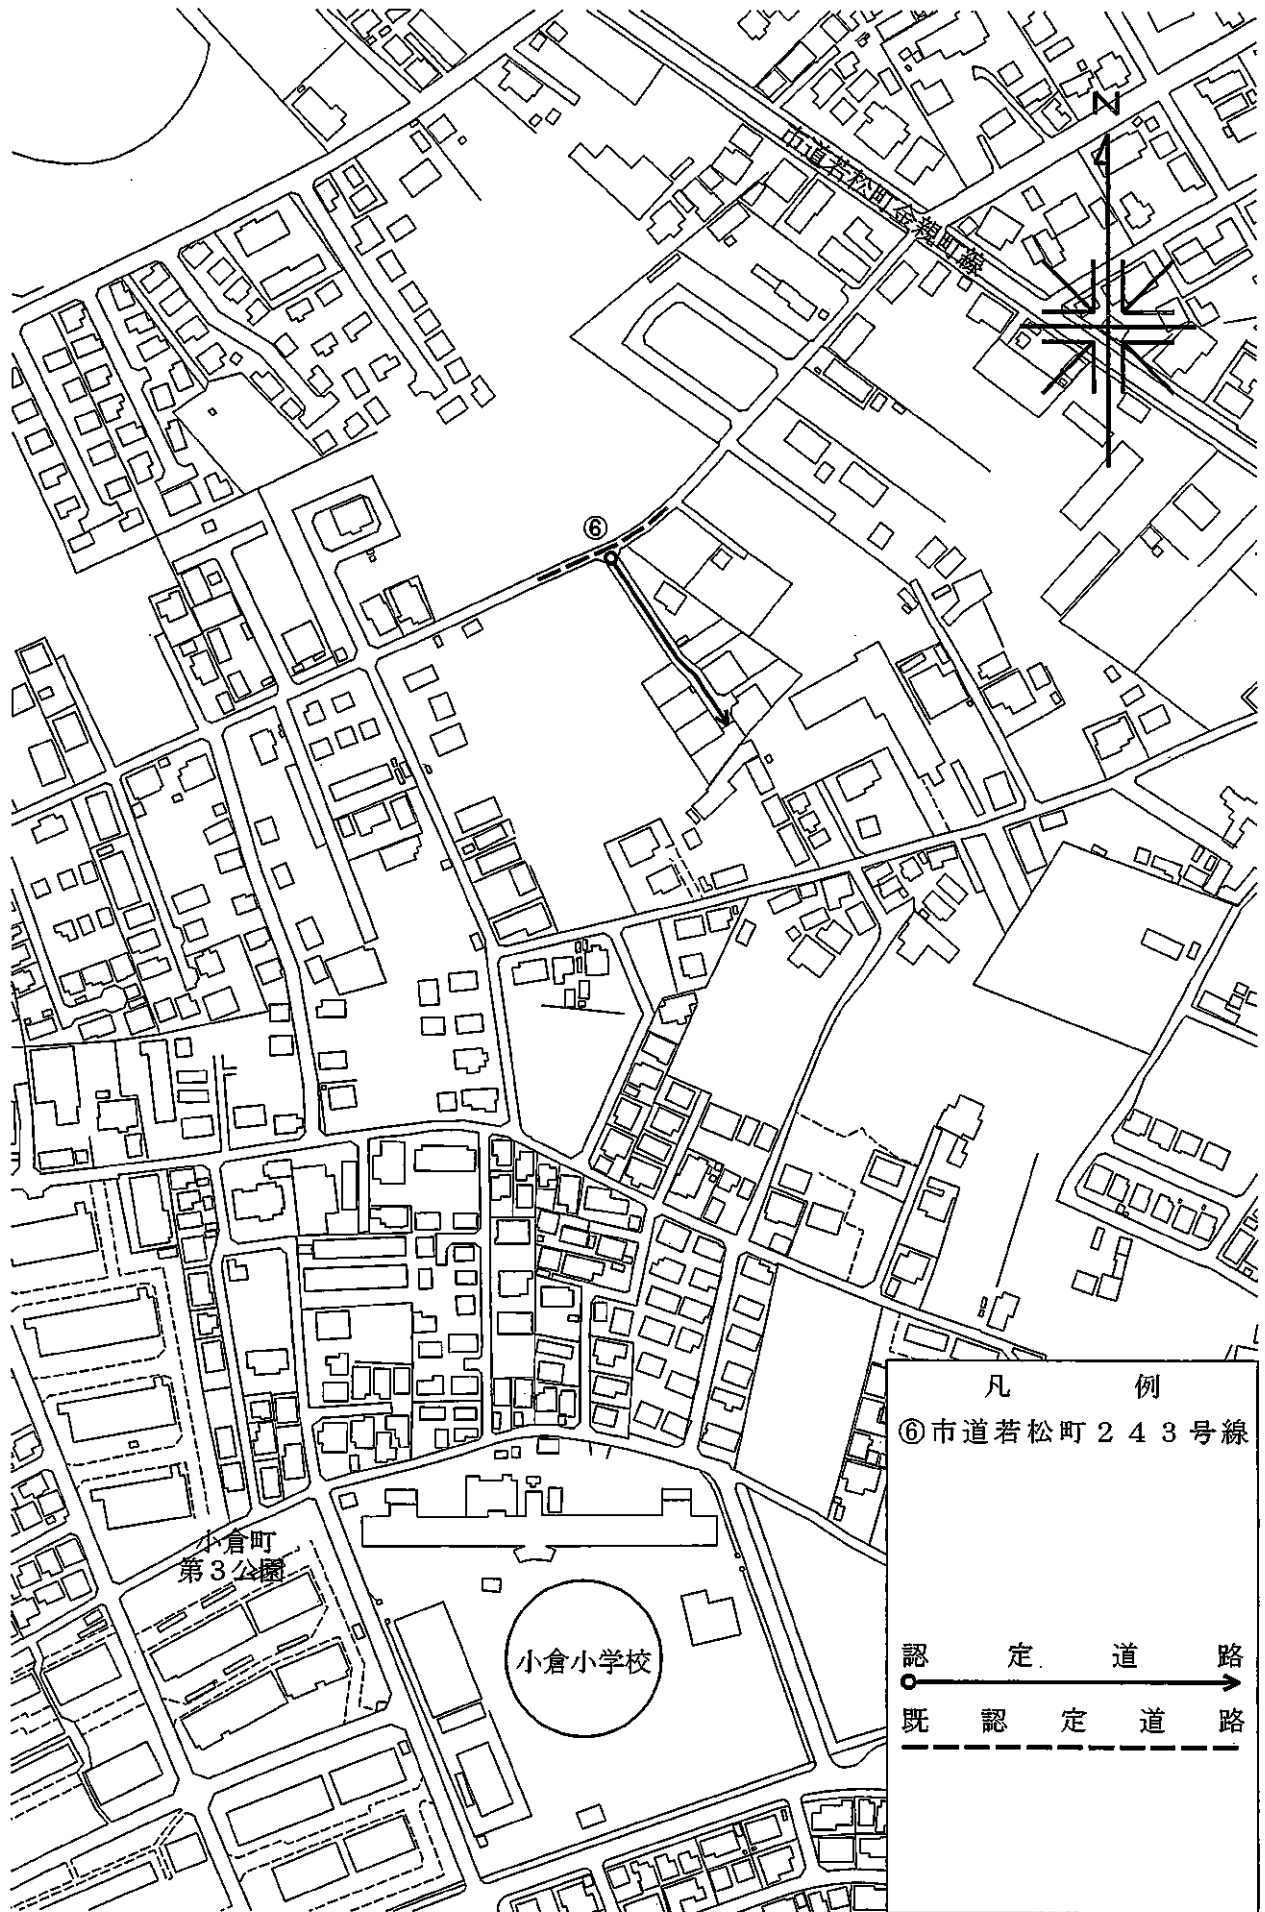 N
市道若松町金親町線
⑥
凡例
⑥市道若松町243号線
小倉町
第3公園
小倉小学校
認定道路
既認定道路